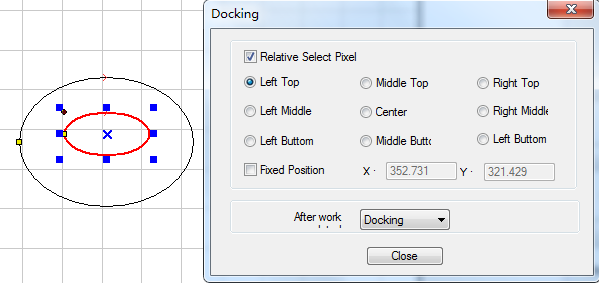 Docking
Relative Select Pixel
Left Top
Middle Top
Right Top
Left Middle
Center
Right Middle
Left Buttom
Middle Butto
Left Buttom
Fixed Position
X · 352.731 Y · 321.429
After work
Docking
Close